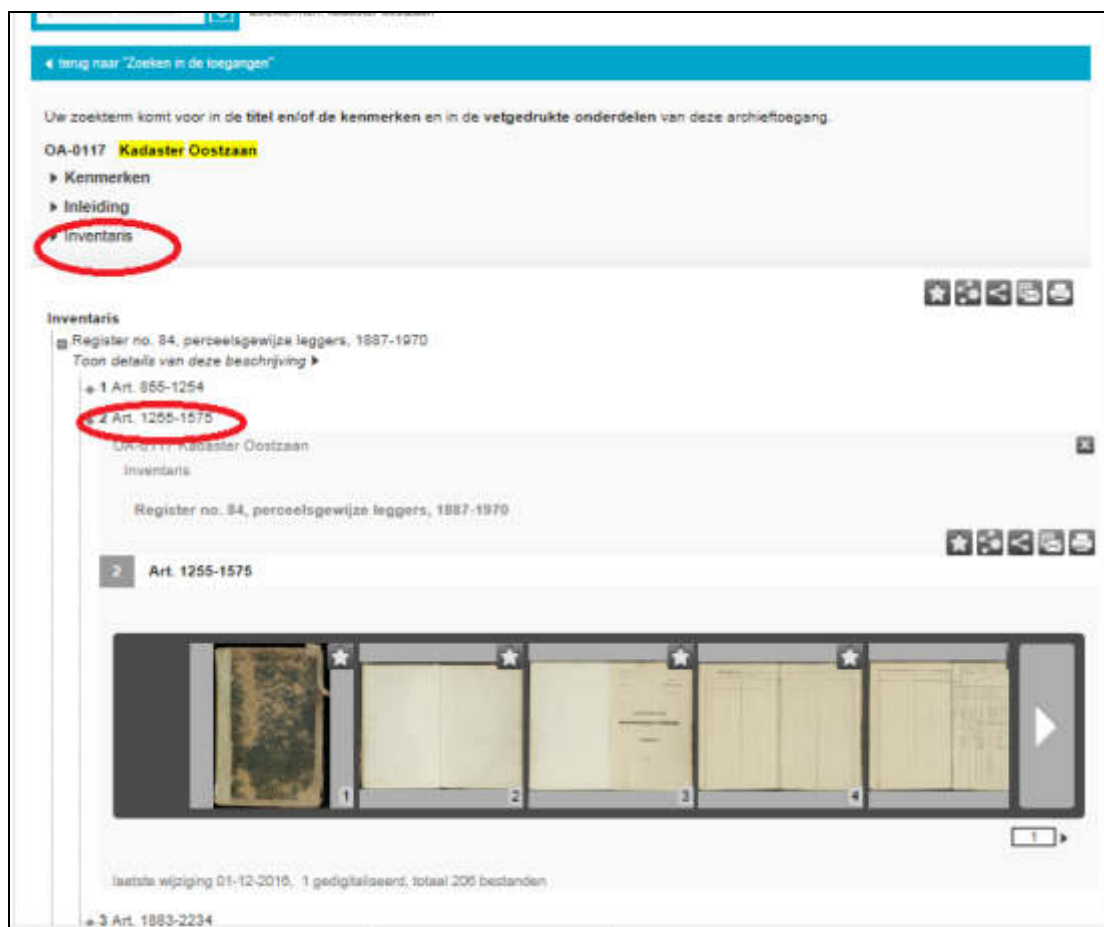 ◂ terug naar "Zoeken in de toegangen"
Uw zoekterm komt voor in de titel en/of de kenmerken en in de vetgedrukte onderdelen van deze archieftoegang.
OA-0117 Kadaster Oostzaan
▸ Kenmerken
▸ Inleiding
▸ Inventaris
Inventaris
Register no. 84, perceelsgewijze leggers, 1887-1970
Toon details van deze beschrijving ▸
1 Art. 855-1254
2 Art. 1255-1575
OA-0117 Kadaster Oostzaan
Inventaris
Register no. 84, perceelsgewijze leggers, 1887-1970
2 Art. 1255-1575
1 2 3 4
1
laatste wijziging 01-12-2016, 1 gedigitaliseerd, totaal 206 bestanden
3 Art. 1883-2234